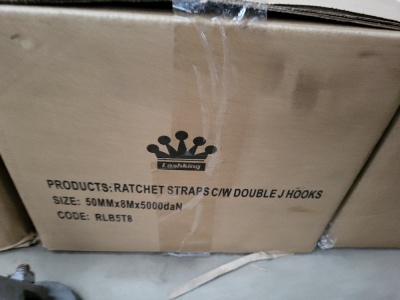 Lashking
PRODUCTS: RATCHET STRAPS C/W DOUBLE J HOOKS
SIZE: 50MMx8Mx5000daN
CODE: RLB5T8